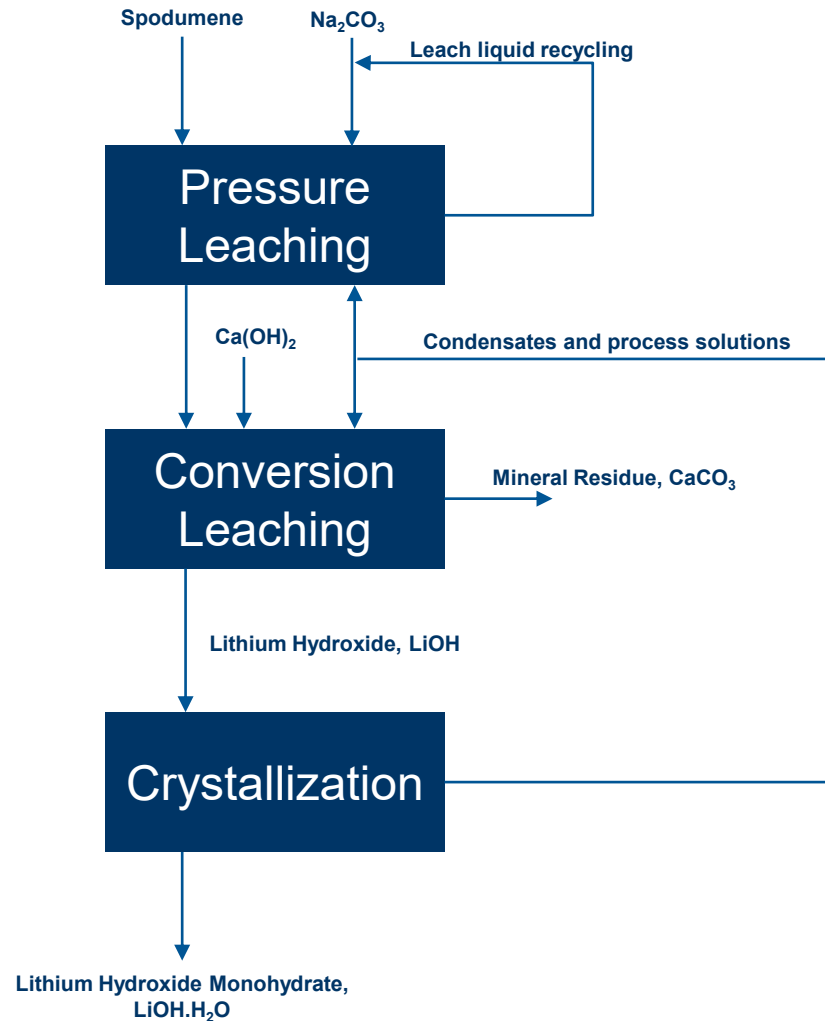 Spodumene
Na₂CO₃
Leach liquid recycling
Pressure
Leaching
Ca(OH)₂
Condensates and process solutions
Conversion
Leaching
Mineral Residue, CaCO₃
Lithium Hydroxide, LiOH
Crystallization
Lithium Hydroxide Monohydrate,
LiOH.H₂O